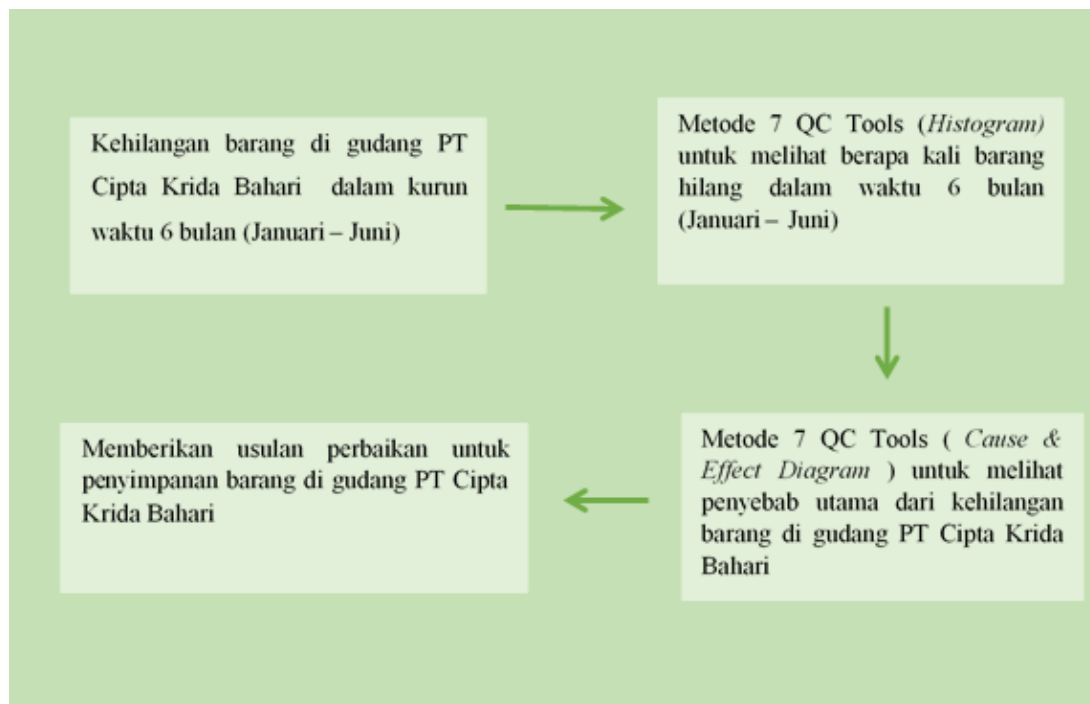 Kehilangan barang di gudang PT
Cipta Krida Bahari dalam kurun
waktu 6 bulan (Januari – Juni)
Metode 7 QC Tools (Histogram)
untuk melihat berapa kali barang
hilang dalam waktu 6 bulan
(Januari – Juni)
Metode 7 QC Tools ( Cause &
Effect Diagram ) untuk melihat
penyebab utama dari kehilangan
barang di gudang PT Cipta Krida
Bahari
Memberikan usulan perbaikan untuk
penyimpanan barang di gudang PT Cipta
Krida Bahari